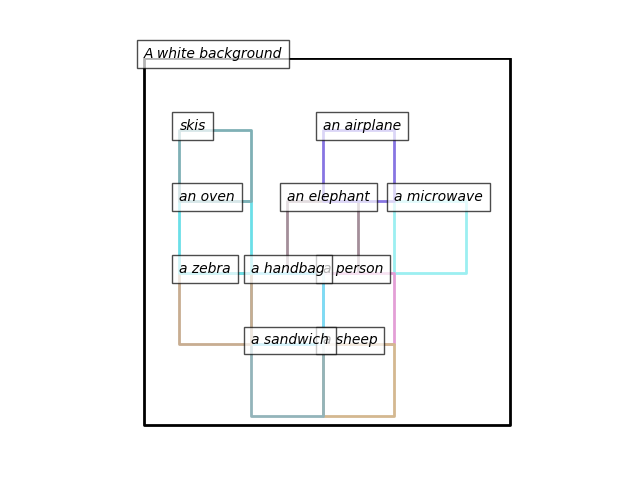 A white background
skis
an airplane
an oven
an elephant
a microwave
a zebra
a handbag
a person
a sandwich
a sheep